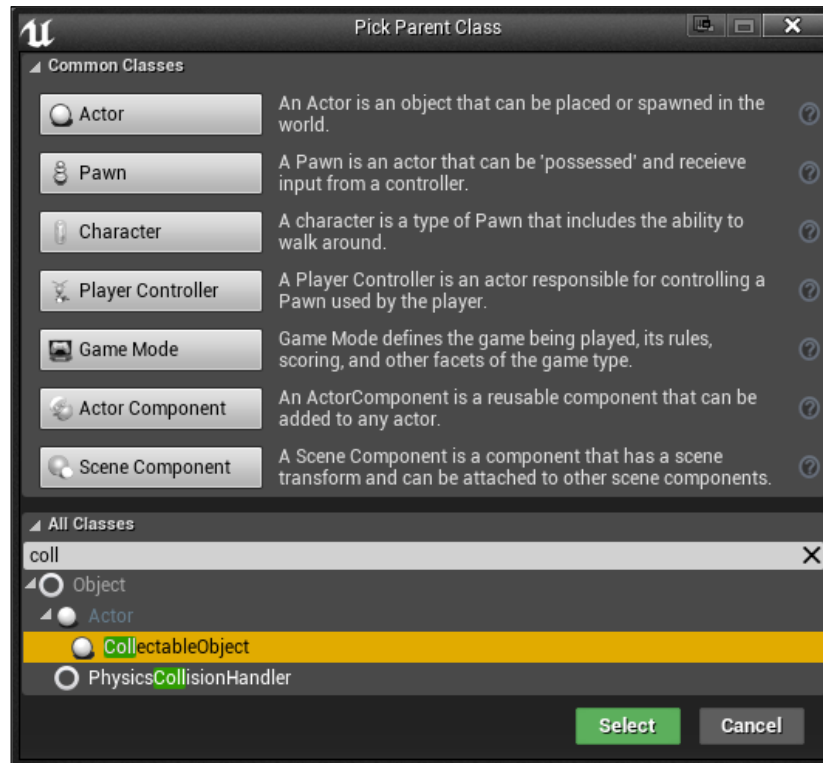 Pick Parent Class
Common Classes
Actor
An Actor is an object that can be placed or spawned in the
world.
Pawn
A Pawn is an actor that can be 'possessed' and receieve
input from a controller.
Character
A character is a type of Pawn that includes the ability to
walk around.
Player Controller
A Player Controller is an actor responsible for controlling a
Pawn used by the player.
Game Mode
Game Mode defines the game being played, its rules,
scoring, and other facets of the game type.
Actor Component
An ActorComponent is a reusable component that can be
added to any actor.
Scene Component
A Scene Component is a component that has a scene
transform and can be attached to other scene components.
All Classes
coll
Object
Actor
CollectableObject
PhysicsCollisionHandler
Select
Cancel